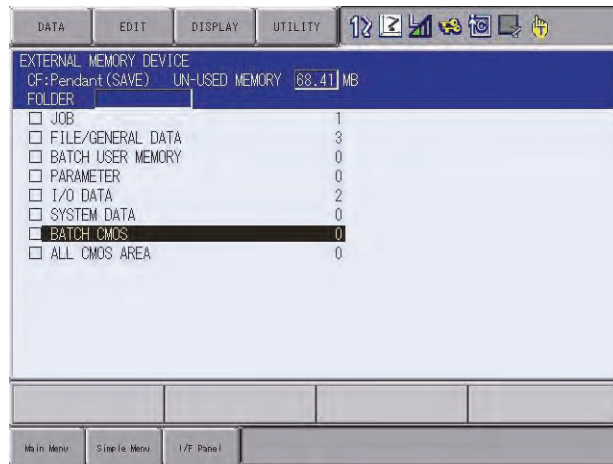 DATA EDIT DISPLAY UTILITY
EXTERNAL MEMORY DEVICE
CF:Pendant(SAVE) UN-USED MEMORY 68.41 MB
FOLDER
JOB 1
FILE/GENERAL DATA 3
BATCH USER MEMORY 0
PARAMETER 0
I/O DATA 2
SYSTEM DATA 0
BATCH CMOS 0
ALL CMOS AREA 0
Main Menu Simple Menu I/F Panel